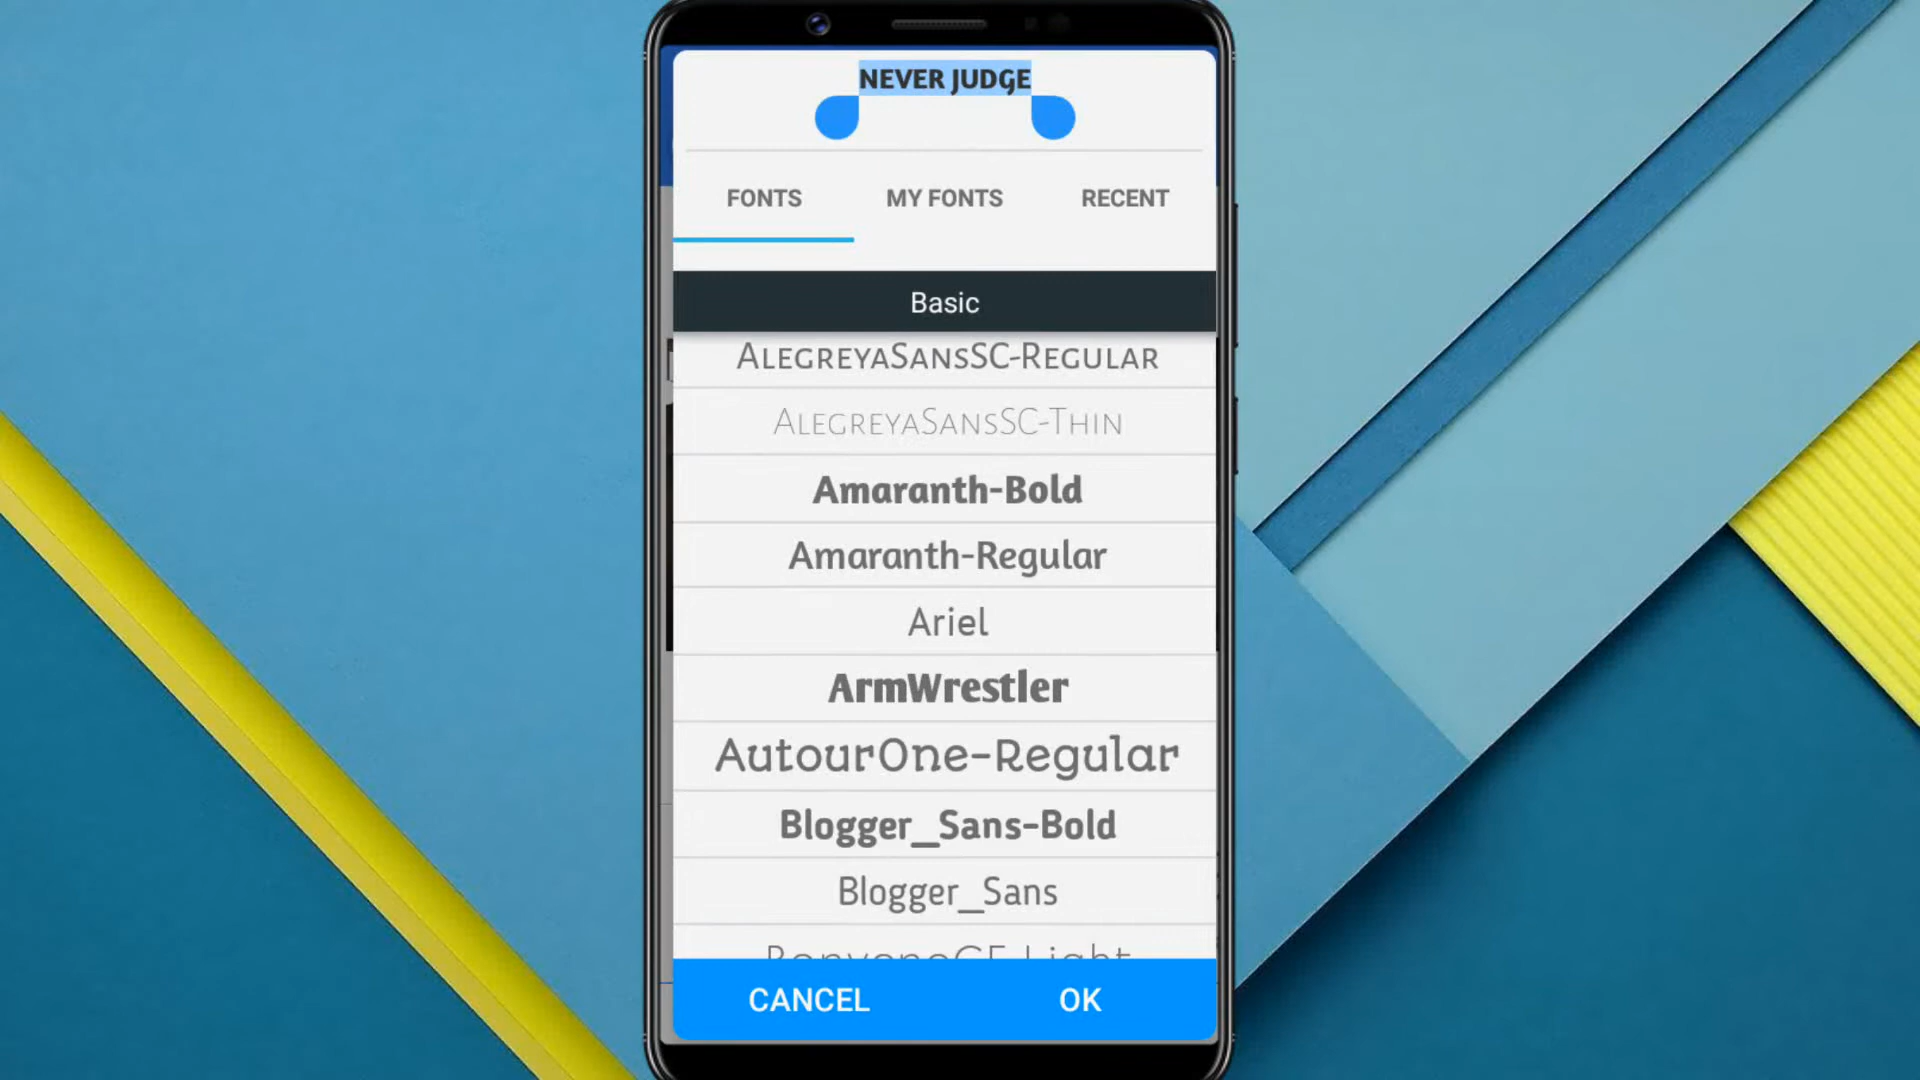 NEVER JUDGE
FONTS MY FONTS RECENT
Basic
AlegreyaSansSC-Regular
AlegreyaSansSC-Thin
Amaranth-Bold
Amaranth-Regular
Ariel
ArmWrestler
AutourOne-Regular
Blogger_Sans-Bold
Blogger_Sans
CANCEL OK